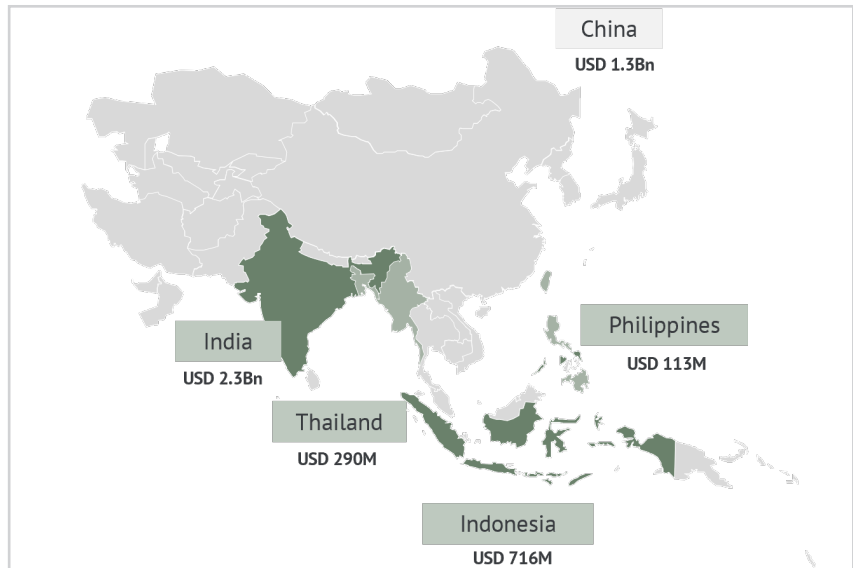 China
USD 1.3Bn
Philippines
USD 113M
India
USD 2.3Bn
Thailand
USD 290M
Indonesia
USD 716M